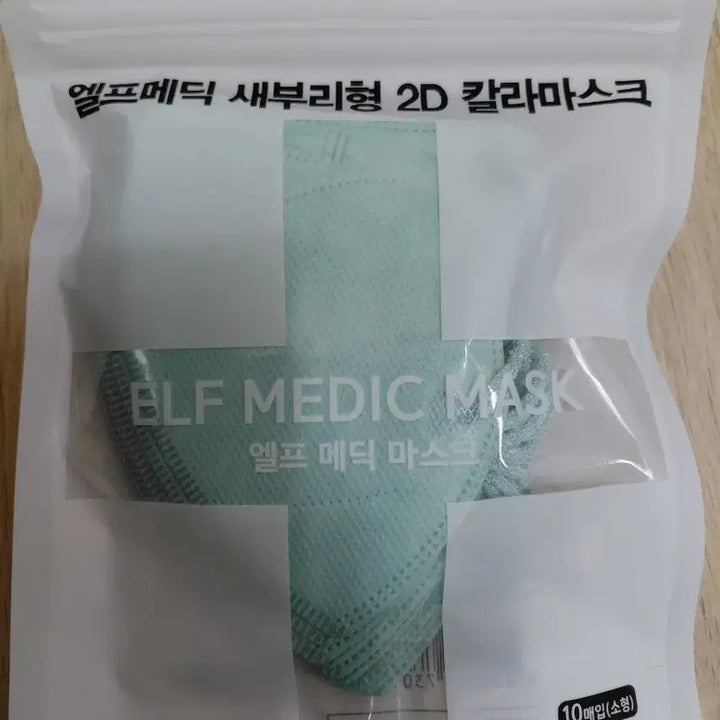 엘프메딕 새부리형 2D 칼라마스크
ELF MEDIC MASK
엘프 메딕 마스크
730
10매입(소형)